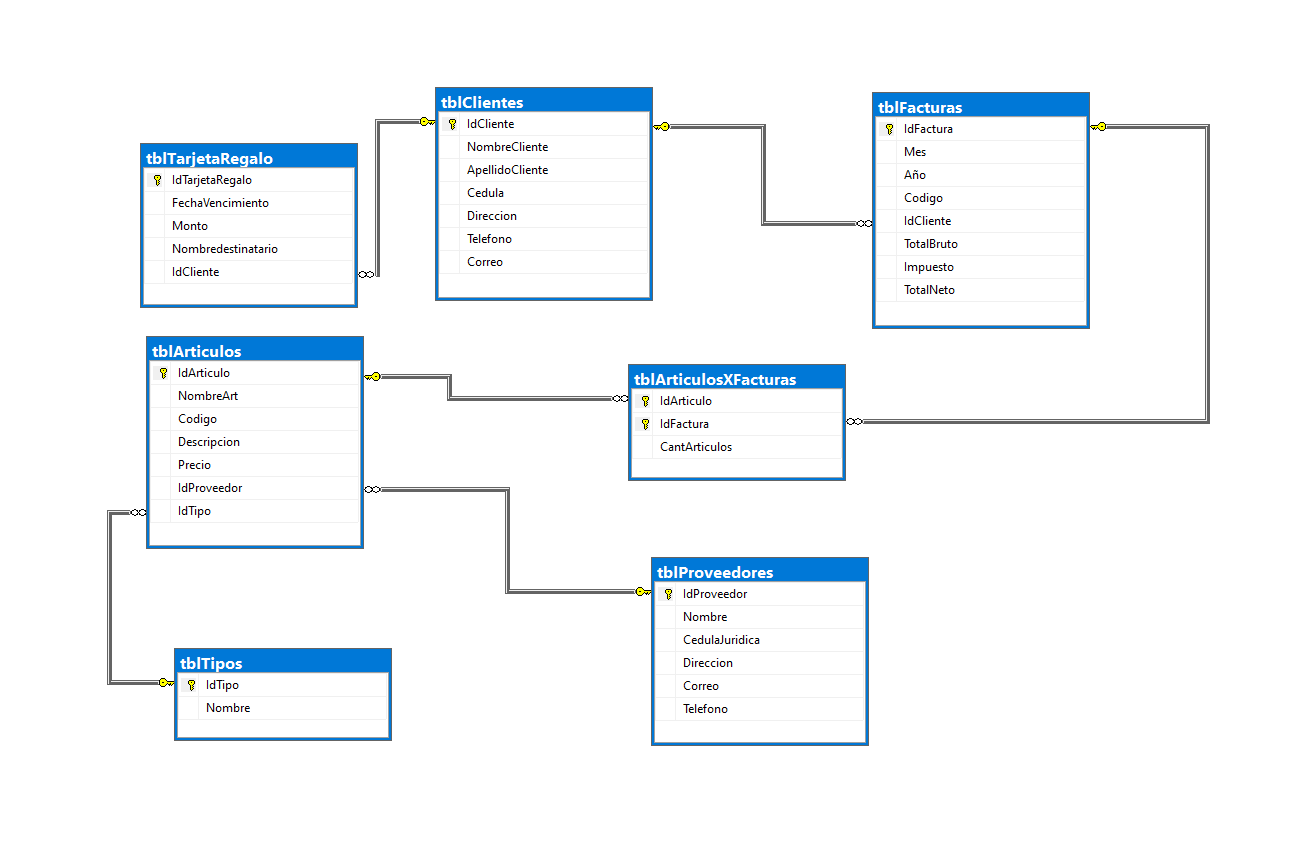 tblClientes
IdCliente
NombreCliente
ApellidoCliente
Cedula
Direccion
Telefono
Correo
tblFacturas
IdFactura
Mes
Año
Codigo
IdCliente
TotalBruto
Impuesto
TotalNeto
tblTarjetaRegalo
IdTarjetaRegalo
FechaVencimiento
Monto
Nombredestinatario
IdCliente
tblArticulos
IdArticulo
NombreArt
Codigo
Descripcion
Precio
IdProveedor
IdTipo
tblArticulosXFacturas
IdArticulo
IdFactura
CantArticulos
tblProveedores
IdProveedor
Nombre
CedulaJuridica
Direccion
Correo
Telefono
tblTipos
IdTipo
Nombre